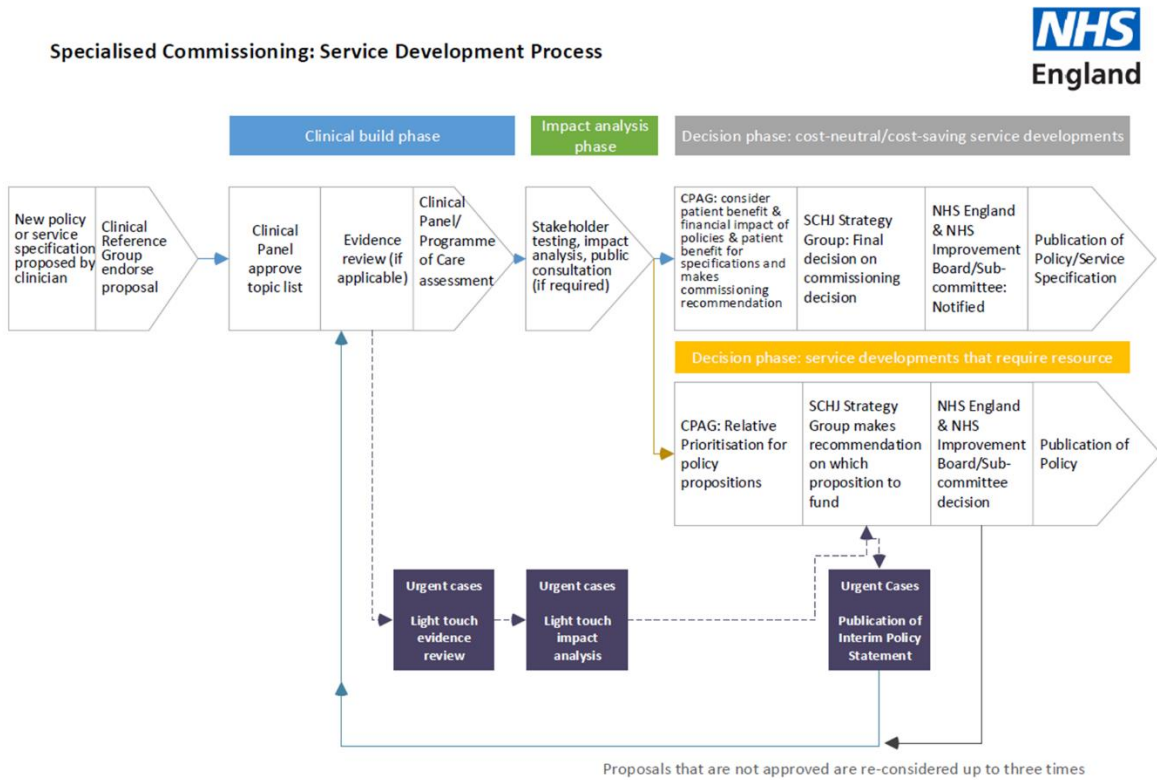 Specialised Commissioning: Service Development Process
NHS
England
Clinical build phase
Impact analysis
phase
Decision phase: cost-neutral/cost-saving service developments
New policy
or service
specification
proposed by
clinician
Clinical
Reference
Group
endorse
proposal
Clinical
Panel
approve
topic list
Evidence
review (if
applicable)
Clinical
Panel/
Programme
of Care
assessment
Stakeholder
testing, impact
analysis, public
consultation
(if required)
CPAG: consider
patient benefit &
financial impact of
policies & patient
benefit for
specifications and
makes
commissioning
recommendation
SCHJ Strategy
Group: Final
decision on
commissioning
decision
NHS England
& NHS
Improvement
Board/Sub-
committee:
Notified
Publication of
Policy/Service
Specification
Decision phase: service developments that require resource
CPAG: Relative
Prioritisation for
policy
propositions
SCHJ Strategy
Group makes
recommendation
on which
proposition to
fund
NHS England
& NHS
Improvement
Board/Sub-
committee
decision
Publication of
Policy
Urgent cases
Light touch
evidence
review
Urgent cases
Light touch
impact
analysis
Urgent Cases
Publication of
Interim Policy
Statement
Proposals that are not approved are re-considered up to three times